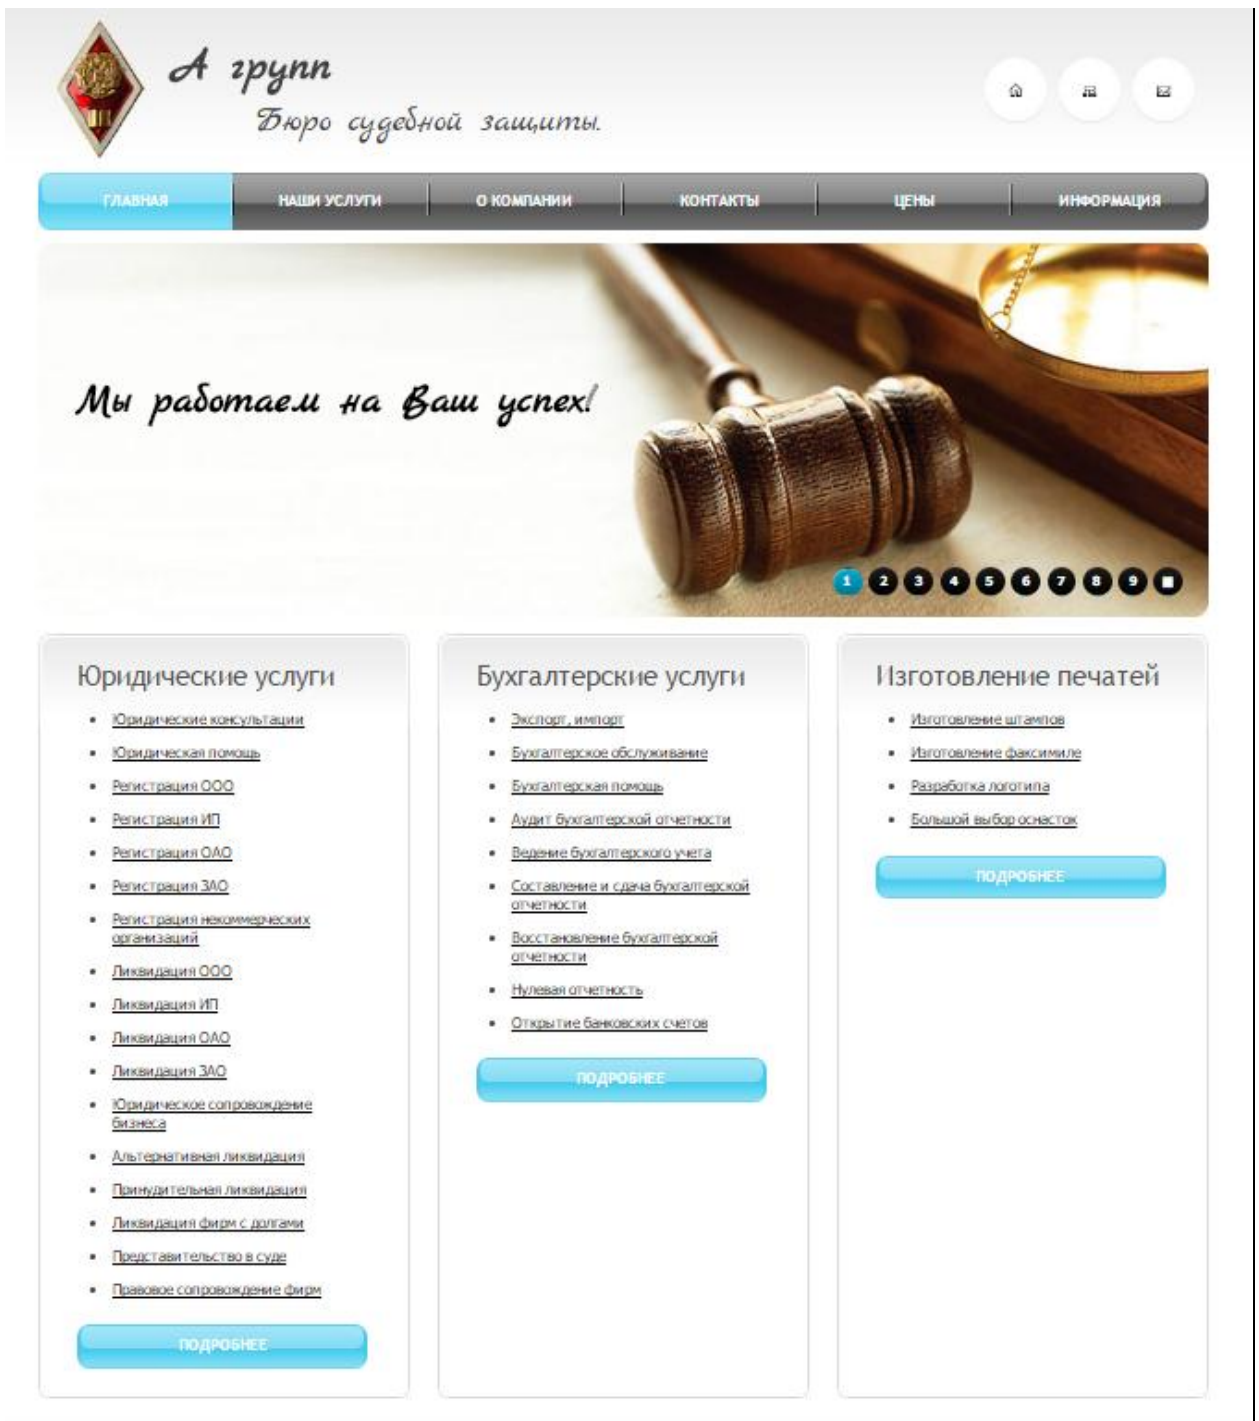 А групп
Бюро судебной защиты.
ГЛАВНАЯ
НАШИ УСЛУГИ
О КОМПАНИИ
КОНТАКТЫ
ЦЕНЫ
ИНФОРМАЦИЯ
Мы работаем на Ваш успех!
1 2 3 4 5 6 7 8 9
Юридические услуги
Юридические консультации
Юридическая помощь
Регистрация ООО
Регистрация ИП
Регистрация ОАО
Регистрация ЗАО
Регистрация некоммерческих
организаций
Ликвидация ООО
Ликвидация ИП
Ликвидация ОАО
Ликвидация ЗАО
Юридическое сопровождение
бизнеса
Альтернативная ликвидация
Принудительная ликвидация
Ликвидация фирм с долгами
Представительство в суде
Правовое сопровождение фирм
ПОДРОБНЕЕ
Бухгалтерские услуги
Экспорт, импорт
Бухгалтерское обслуживание
Бухгалтерская помощь
Аудит бухгалтерской отчетности
Ведение бухгалтерского учета
Составление и сдача бухгалтерской
отчетности
Восстановление бухгалтерской
отчетности
Нулевая отчетность
Открытие банковских счетов
ПОДРОБНЕЕ
Изготовление печатей
Изготовление штампов
Изготовление факсимиле
Разработка логотипа
Большой выбор оснасток
ПОДРОБНЕЕ